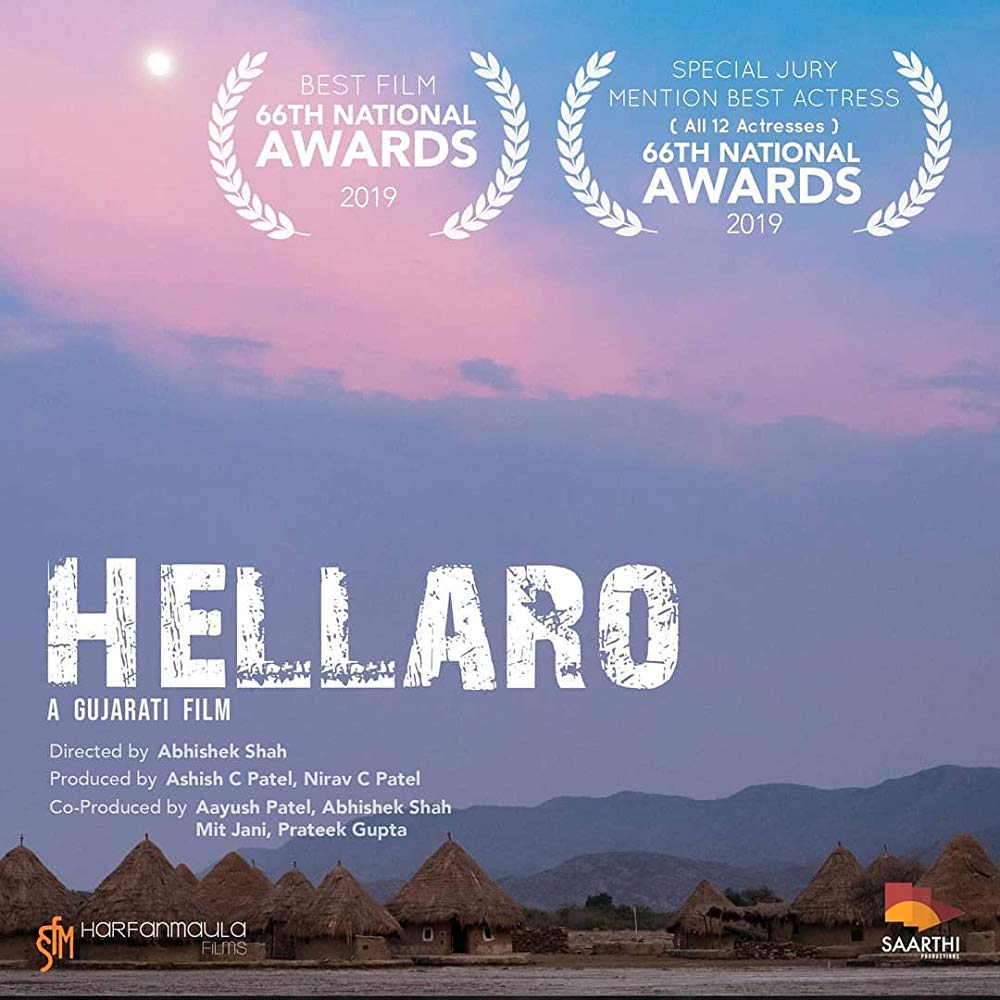 BEST FILM
66TH NATIONAL
AWARDS
2019
SPECIAL JURY
MENTION BEST ACTRESS
( All 12 Actresses )
66TH NATIONAL
AWARDS
2019
HELLARO
A GUJARATI FILM
Directed by Abhishek Shah
Produced by Ashish C Patel, Nirav C Patel
Co-Produced by Aayush Patel, Abhishek Shah
Mit Jani, Prateek Gupta
HARFANMAULA
FILMS
SAARTHI
PRODUCTIONS